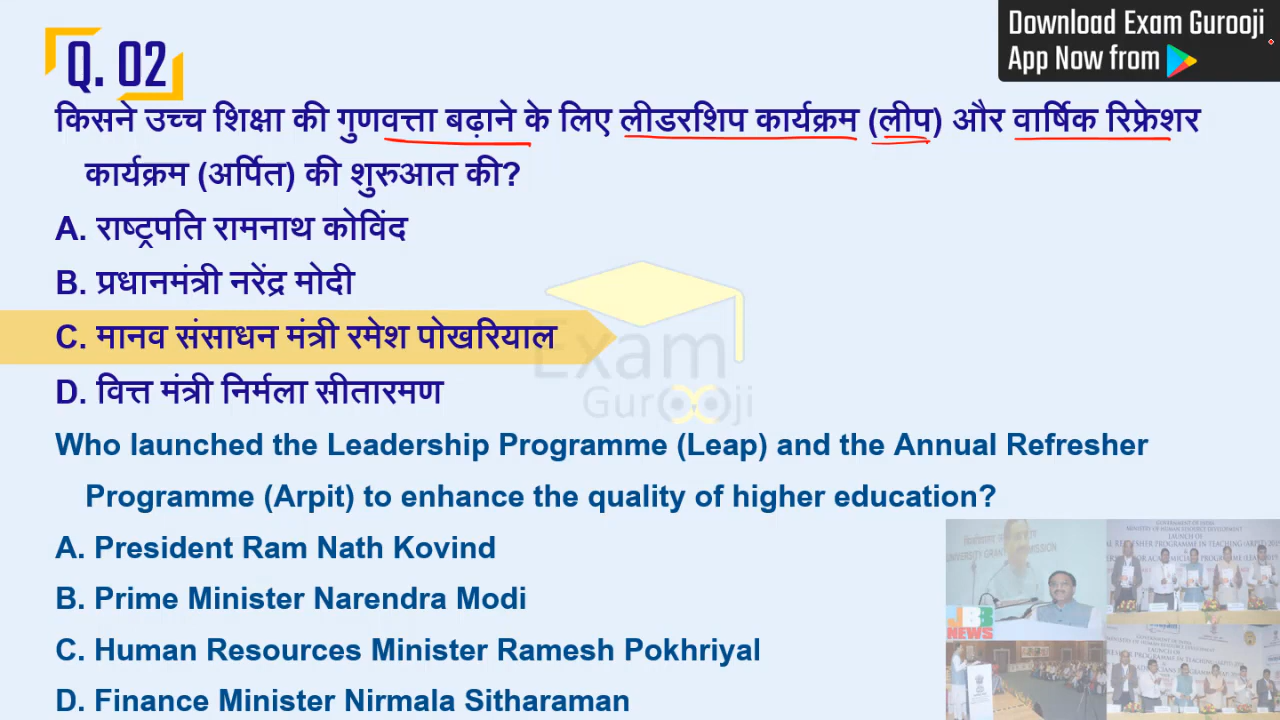 Download Exam Gurooji
App Now from
Q. 02
किसने उच्च शिक्षा की गुणवत्ता बढ़ाने के लिए लीडरशिप कार्यक्रम (लीप) और वार्षिक रिफ्रेशर
कार्यक्रम (अर्पित) की शुरुआत की?
A. राष्ट्रपति रामनाथ कोविंद
B. प्रधानमंत्री नरेंद्र मोदी
C. मानव संसाधन मंत्री रमेश पोखरियाल
D. वित्त मंत्री निर्मला सीतारमण
Exam
Gurooji
Who launched the Leadership Programme (Leap) and the Annual Refresher
Programme (Arpit) to enhance the quality of higher education?
A. President Ram Nath Kovind
B. Prime Minister Narendra Modi
C. Human Resources Minister Ramesh Pokhriyal
D. Finance Minister Nirmala Sitharaman
NEWS